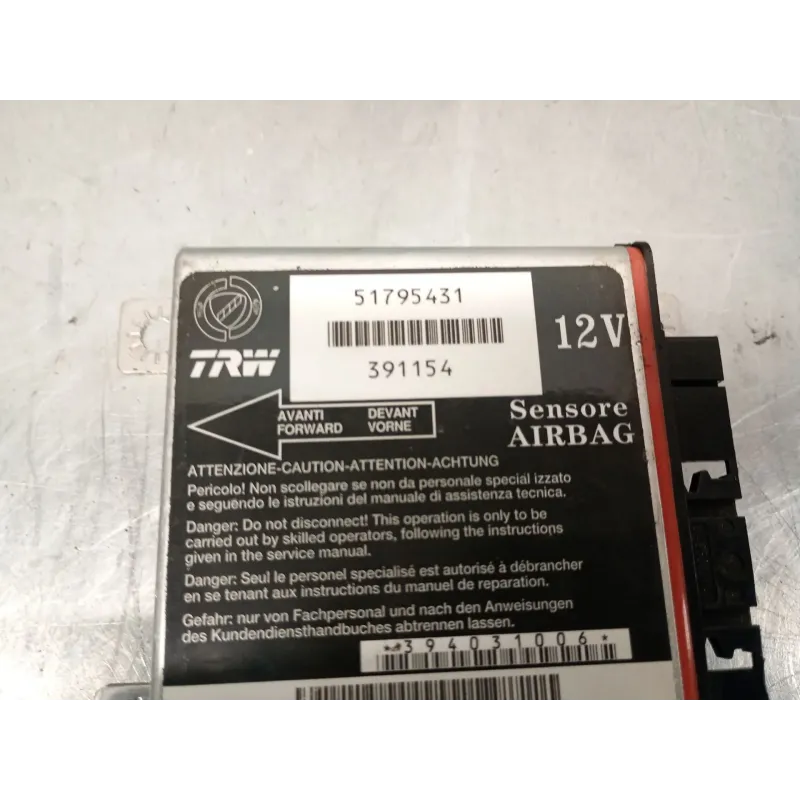 51795431
391154
12V
TRW
AVANTI DEVANT
FORWARD VORNE
Sensore
AIRBAG
ATTENZIONE-CAUTION-ATTENTION-ACHTUNG
Pericolo! Non scollegare se non da personale special izzato
e seguendo le istruzioni del manuale di assistenza tecnica.
Danger: Do not disconnect! This operation is only to be
carried out by skilled operators, following the instructions
given in the service manual.
Danger: Seul le personel specialisé est autorisé à débrancher
en se tenant aux instructions du manuel de reparation.
Gefahr: nur von Fachpersonal und nach den Anweisungen
des Kundendiensthandbuches abtrennen lassen.
394031006*